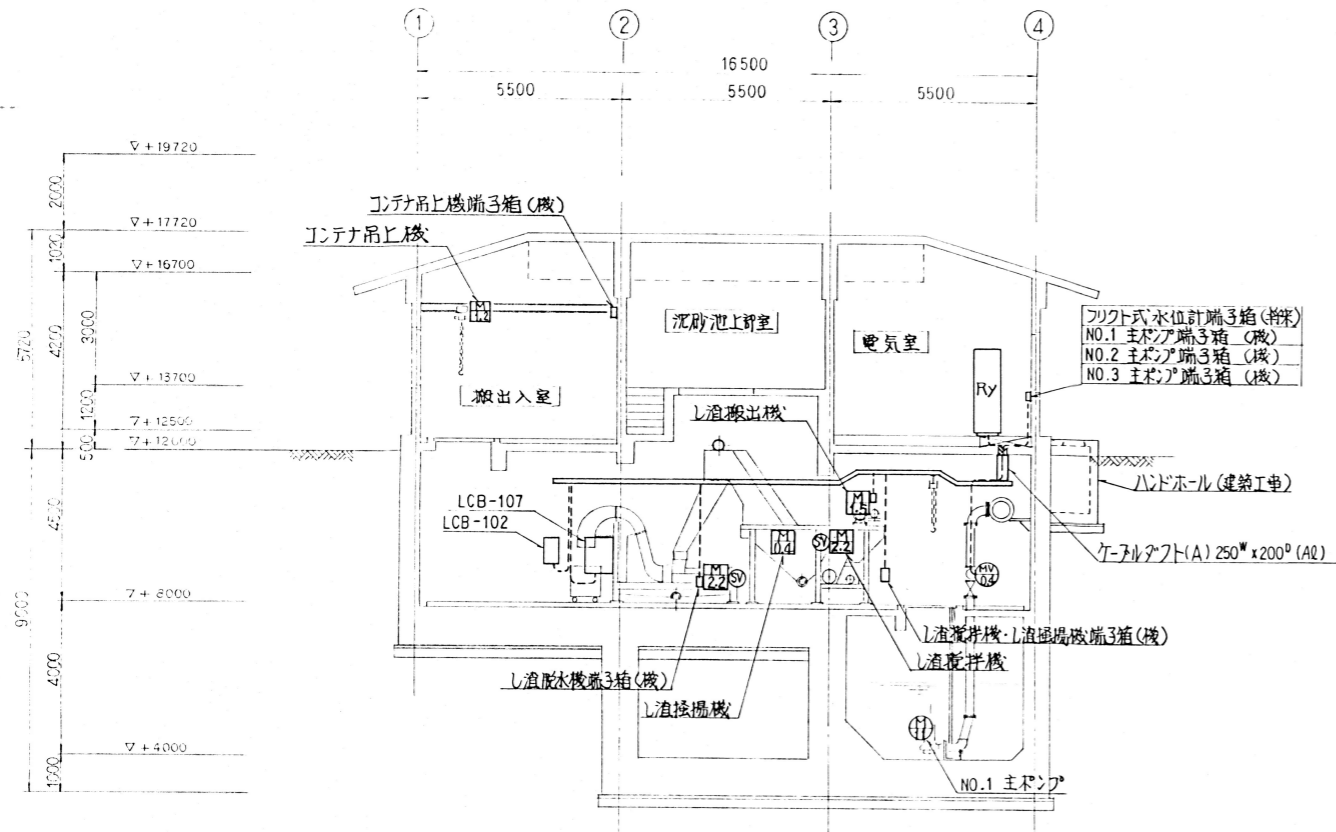 1
2
3
4
16500
5500
5500
5500
▽+19720
2000
▽+17720
1020
▽+16700
5720
4200
3000
▽+13700
1200
▽+12500
500
▽+12000
コンテナ吊上機端子箱(機)
コンテナ吊上機
M
沈砂池上部室
電気室
搬出入室
Ry
フリクト式水位計端子箱(将来)
NO.1 主ポンプ端子箱 (機)
NO.2 主ポンプ端子箱 (機)
NO.3 主ポンプ端子箱 (機)
し渣搬出機
ハンドホール(建築工事)
LCB-107
LCB-102
M
1.5
M
0.4
SV
M
2.2
M
2.2
SV
MV
0.4
ケーブルダクト(A) 250ᵂ×200ᴰ(Aℓ)
4500
9000
▽+8000
4000
▽+4000
1000
し渣撹拌機・し渣掻揚機端子箱(機)
し渣撹拌機
し渣脱水機端子箱(機)
し渣掻揚機
M
11
NO.1 主ポンプ